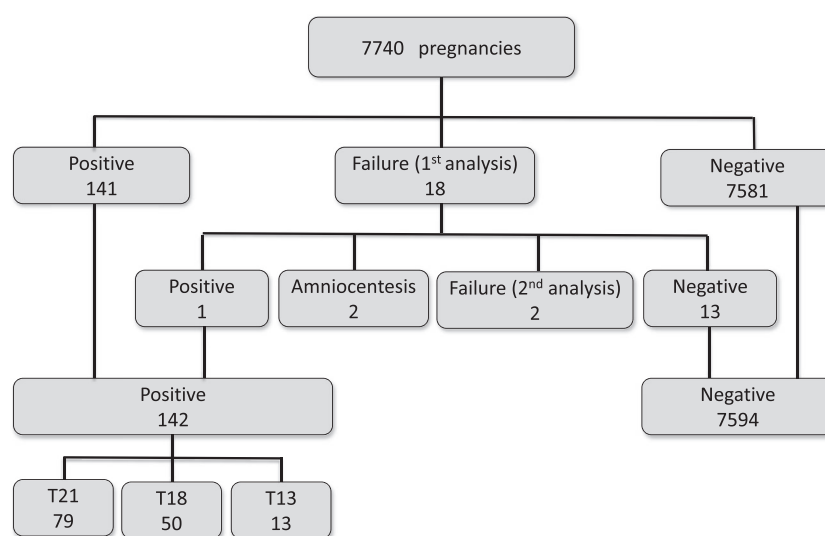 7740 pregnancies
Positive
141
Failure (1st analysis)
18
Negative
7581
Positive
1
Amniocentesis
2
Failure (2nd analysis)
2
Negative
13
Positive
142
Negative
7594
T21
79
T18
50
T13
13